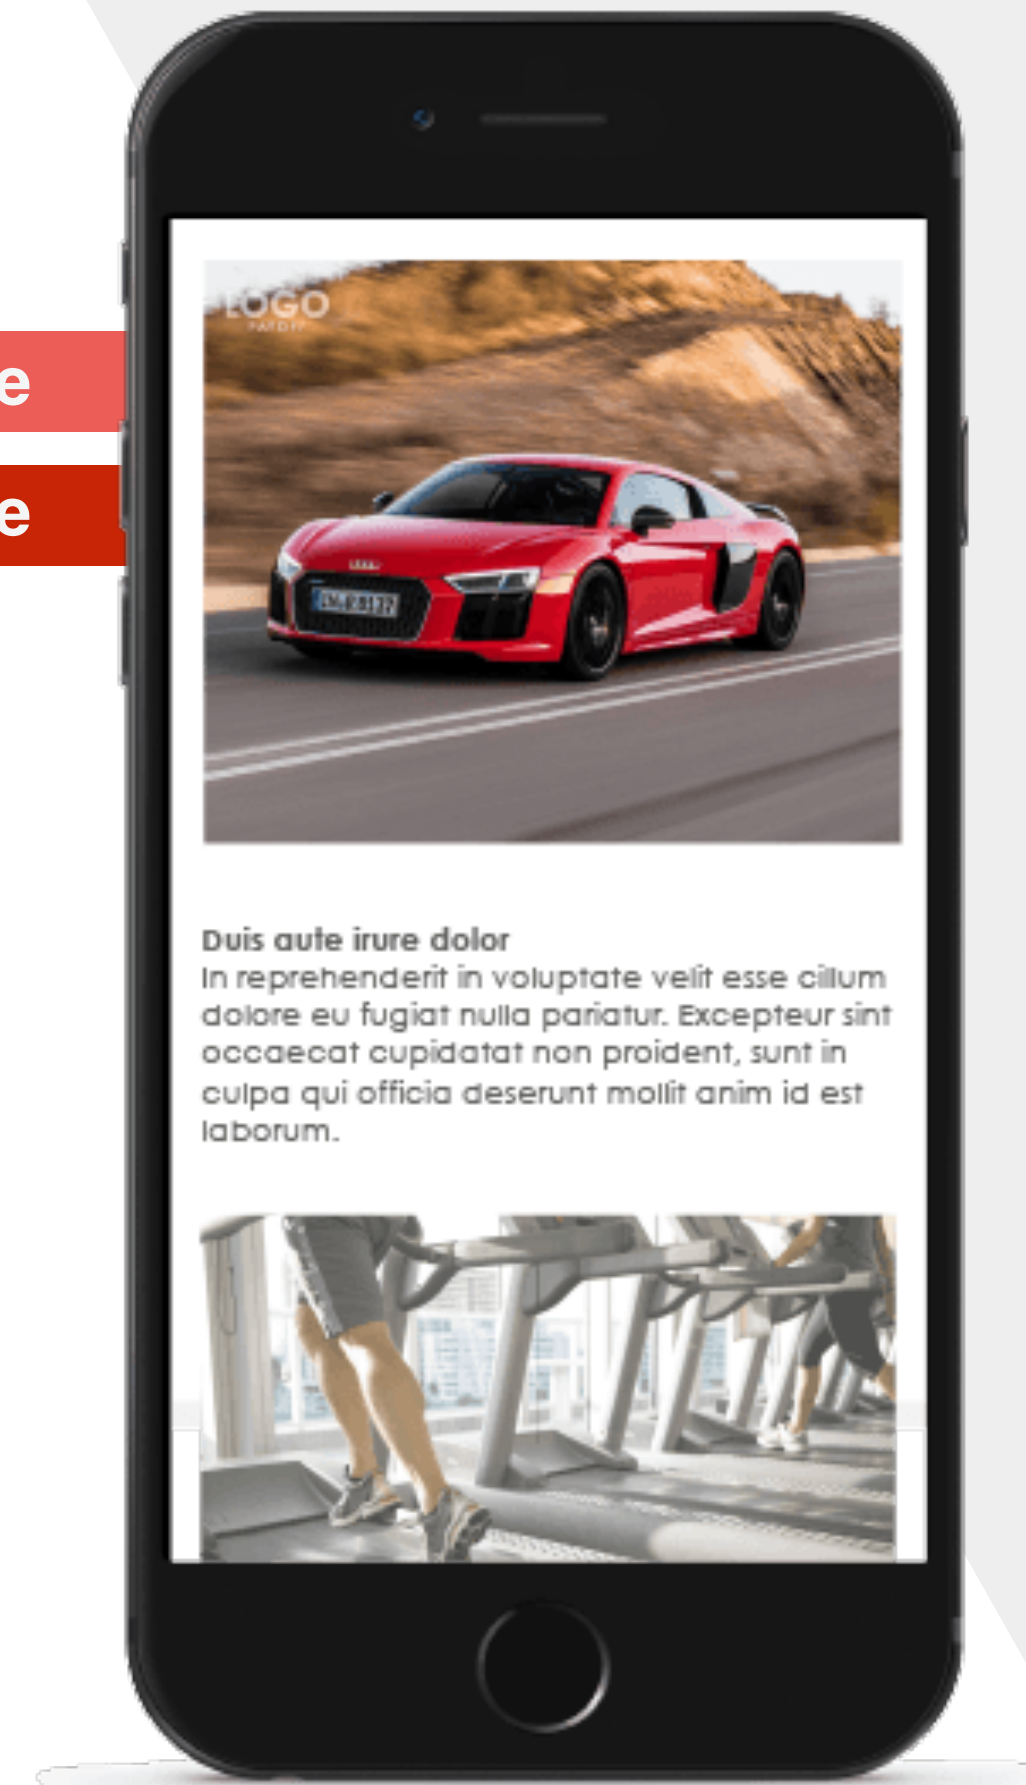 LOGO
e
e
Duis aute irure dolor
In reprehenderit in voluptate velit esse cillum
dolore eu fugiat nulla pariatur. Excepteur sint
occaecat cupidatat non proident, sunt in
culpa qui officia deserunt mollit anim id est
laborum.